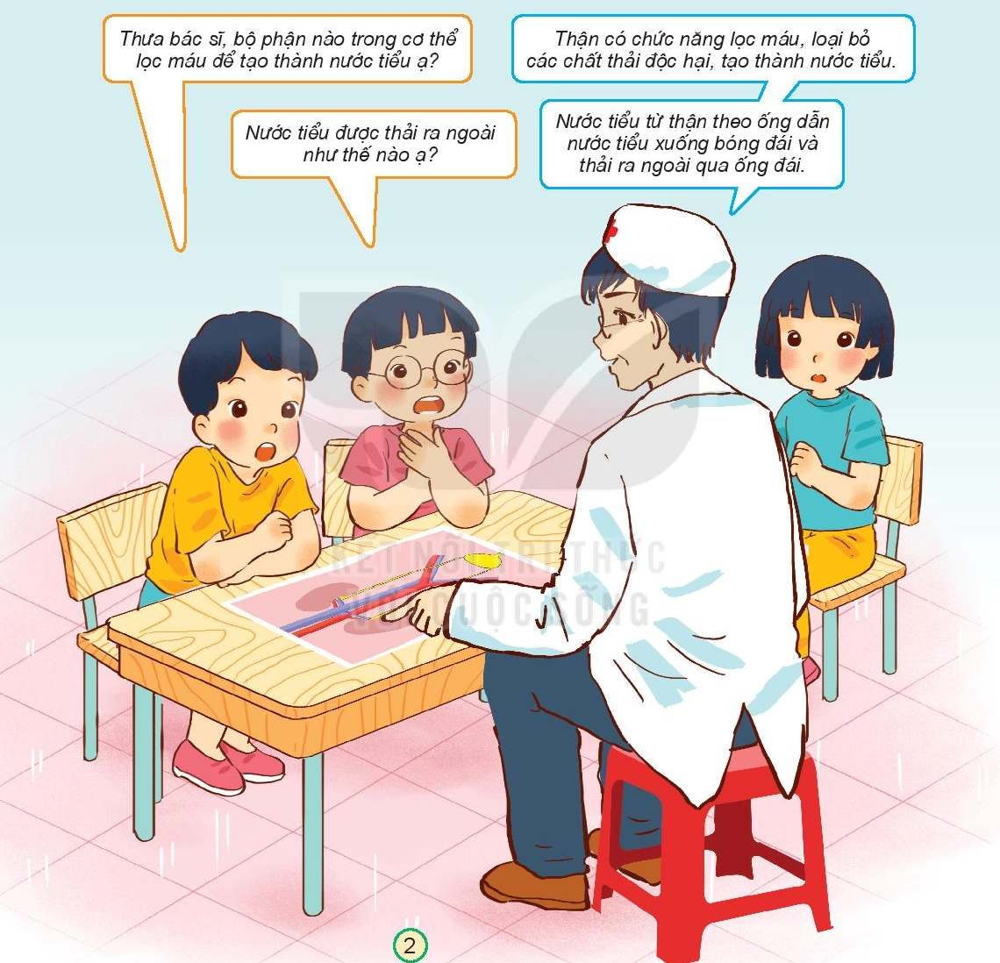 Thưa bác sĩ, bộ phận nào trong cơ thể
lọc máu để tạo thành nước tiểu ạ?
Thận có chức năng lọc máu, loại bỏ
các chất thải độc hại, tạo thành nước tiểu.
Nước tiểu được thải ra ngoài
như thế nào ạ?
Nước tiểu từ thận theo ống dẫn
nước tiểu xuống bóng đái và
thải ra ngoài qua ống đái.
KẾT NỐI TRI THỨC
VỚI CUỘC SỐNG
2